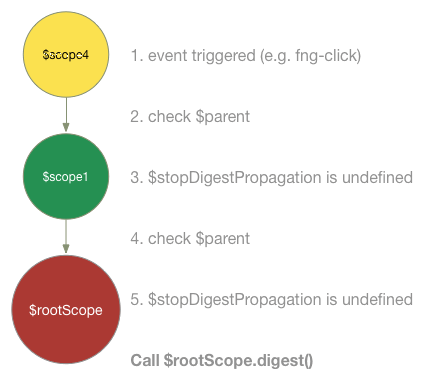 $scope4
1. event triggered (e.g. fng-click)
2. check $parent
$scope1
3. $stopDigestPropagation is undefined
4. check $parent
$rootScope
5. $stopDigestPropagation is undefined
Call $rootScope.digest()